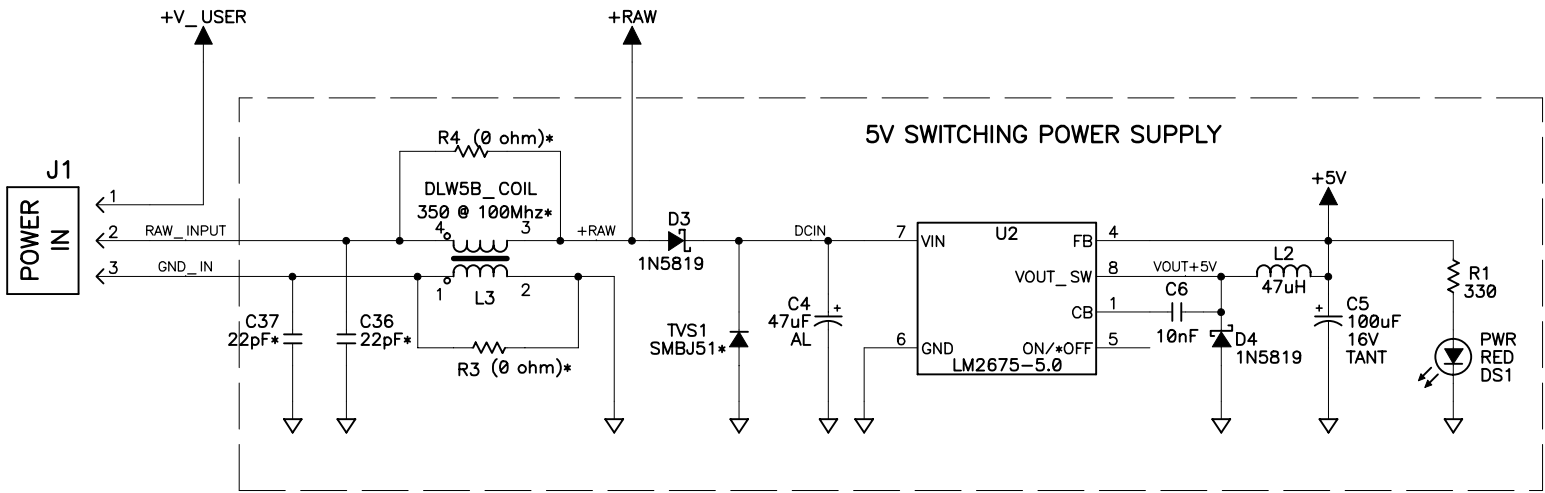 +V_USER
+RAW
5V SWITCHING POWER SUPPLY
R4 (0 ohm)*
J1
POWER IN
1
2
3
RAW_INPUT
GND_IN
DLW5B_COIL
350 @ 100Mhz*
4
3
1
2
L3
+RAW
D3
1N5819
DCIN
C37
22pF*
C36
22pF*
R3 (0 ohm)*
TVS1
SMBJ51*
C4
47uF
AL
+
7
VIN
U2
FB
4
VOUT_SW
8
CB
1
6
GND
ON/*OFF
5
LM2675-5.0
VOUT+5V
C6
10nF
D4
1N5819
L2
47uH
+5V
+
C5
100uF
16V
TANT
R1
330
PWR
RED
DS1